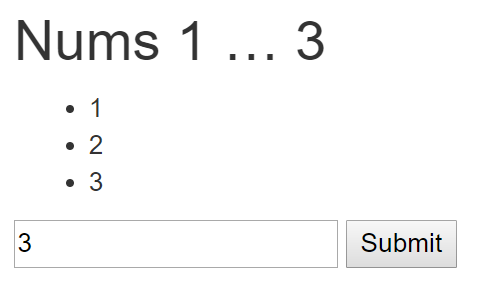 Nums 1 … 3
• 1
• 2
• 3
3 Submit